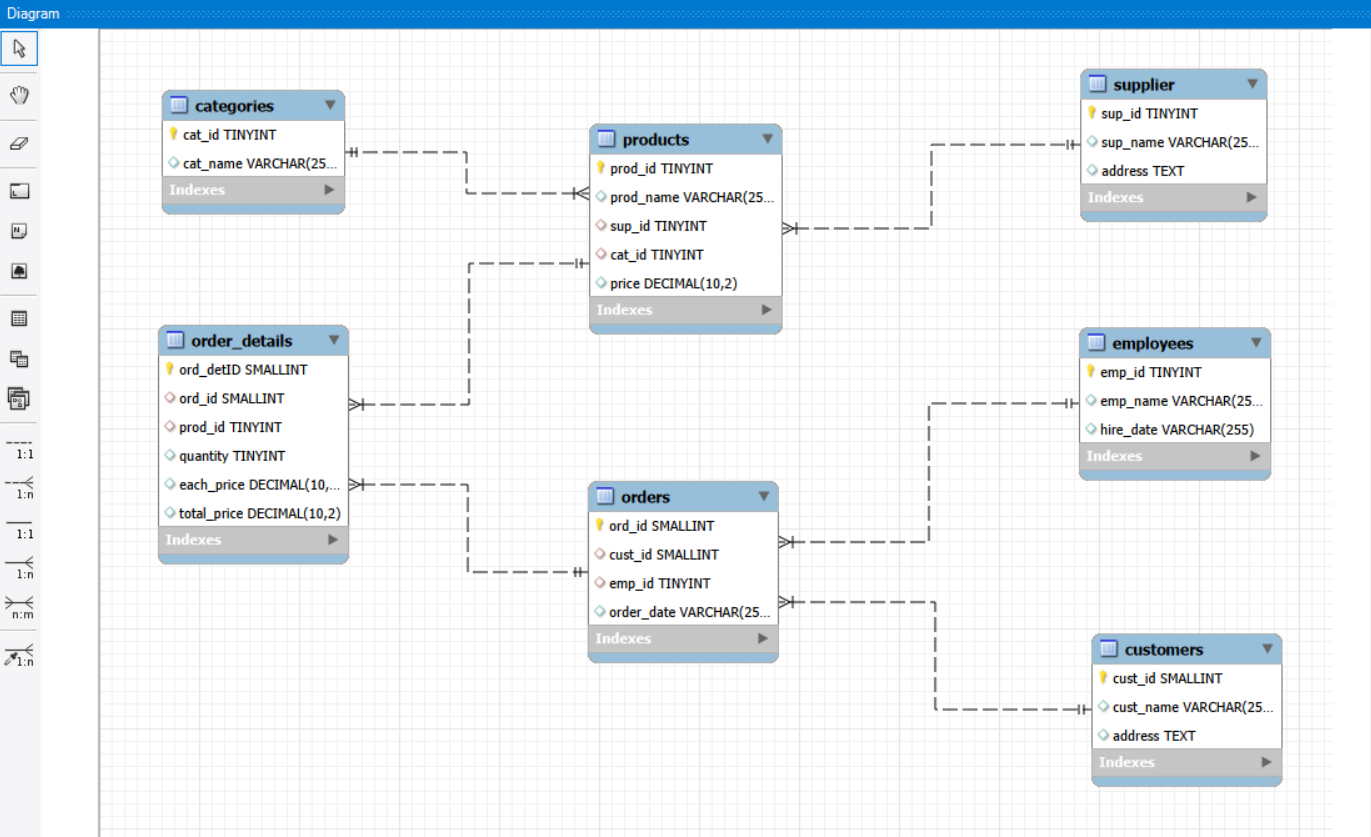 Diagram
categories
cat_id TINYINT
cat_name VARCHAR(25...
Indexes
products
prod_id TINYINT
prod_name VARCHAR(25...
sup_id TINYINT
cat_id TINYINT
price DECIMAL(10,2)
Indexes
supplier
sup_id TINYINT
sup_name VARCHAR(25...
address TEXT
Indexes
order_details
ord_detID SMALLINT
ord_id SMALLINT
prod_id TINYINT
quantity TINYINT
each_price DECIMAL(10,...
total_price DECIMAL(10,2)
Indexes
employees
emp_id TINYINT
emp_name VARCHAR(25...
hire_date VARCHAR(255)
Indexes
orders
ord_id SMALLINT
cust_id SMALLINT
emp_id TINYINT
order_date VARCHAR(25...
Indexes
customers
cust_id SMALLINT
cust_name VARCHAR(25...
address TEXT
Indexes
1:1
1:n
1:1
1:n
n:m
1:n